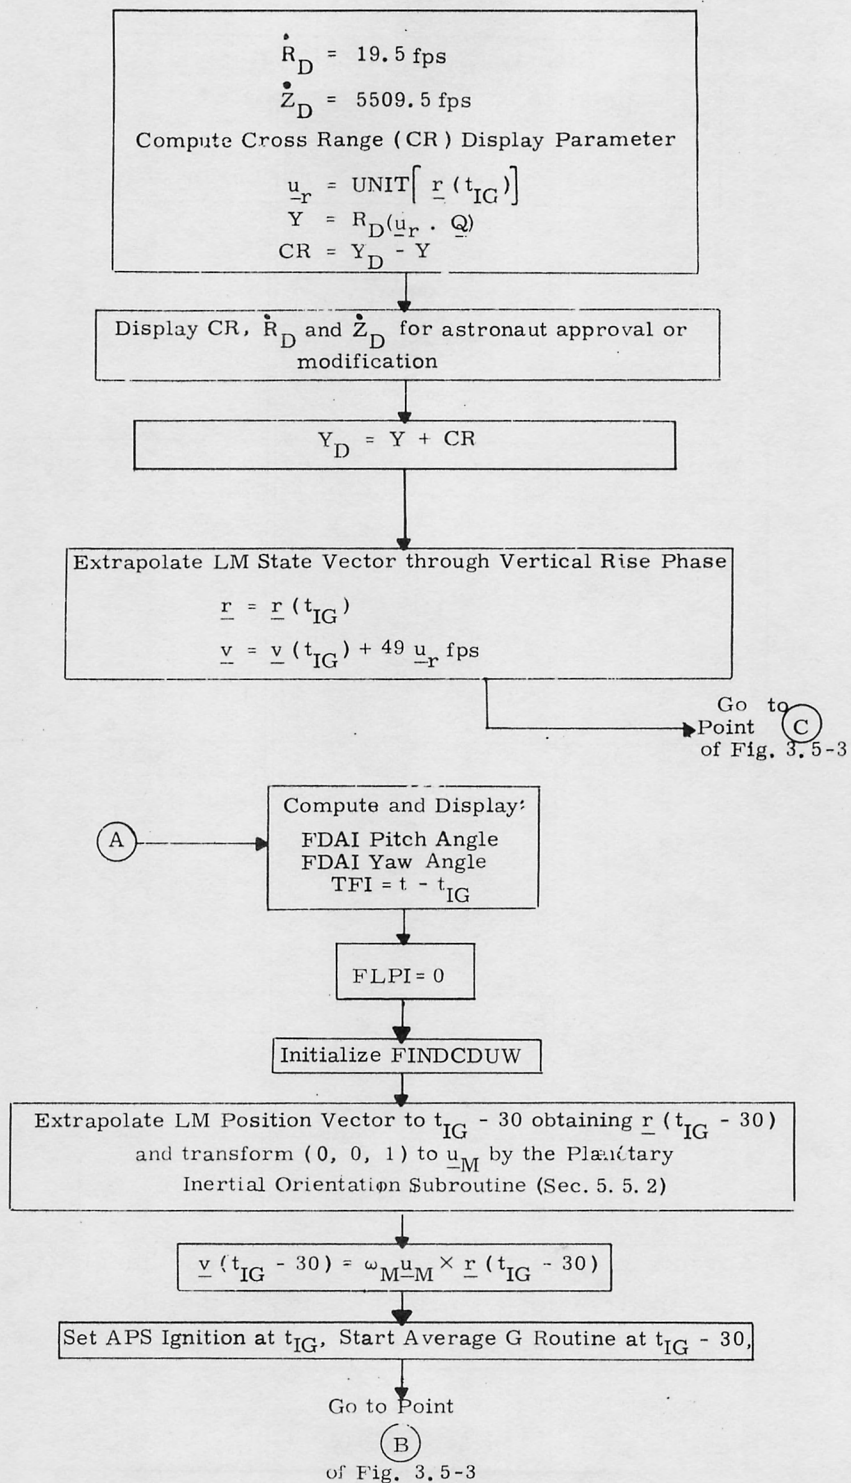 Ṙ_D = 19.5 fps
Ż_D = 5509.5 fps
Compute Cross Range (CR) Display Parameter
u_r = UNIT[ r (t_IG)]
Y = R_D(u_r . Q)
CR = Y_D - Y
Display CR, Ṙ_D and Ż_D for astronaut approval or
modification
Y_D = Y + CR
Extrapolate LM State Vector through Vertical Rise Phase
r = r (t_IG)
v = v (t_IG) + 49 u_r fps
Go to
Point C
of Fig. 3.5-3
A
Compute and Display:
FDAI Pitch Angle
FDAI Yaw Angle
TFI = t - t_IG
FLPI = 0
Initialize FINDCDUW
Extrapolate LM Position Vector to t_IG - 30 obtaining r (t_IG - 30)
and transform (0, 0, 1) to u_M by the Planetary
Inertial Orientation Subroutine (Sec. 5.5.2)
v (t_IG - 30) = ω_M u_M × r (t_IG - 30)
Set APS Ignition at t_IG, Start Average G Routine at t_IG - 30,
Go to Point
B
of Fig. 3.5-3